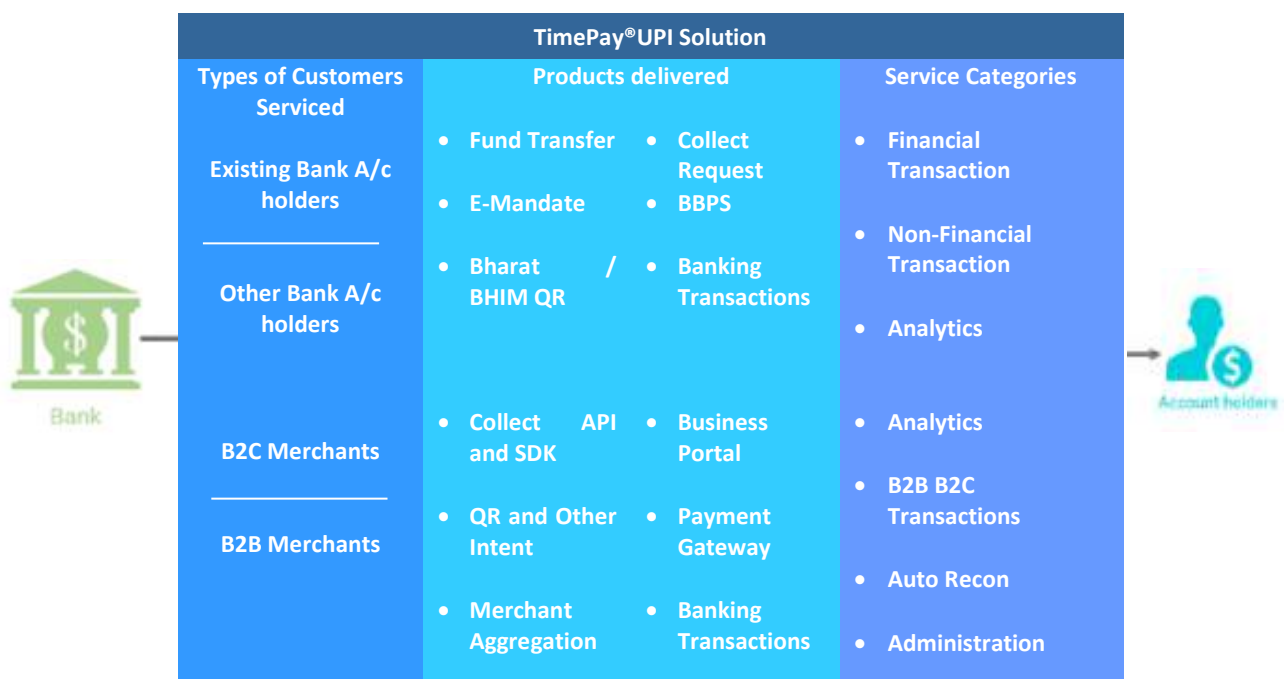 TimePay®UPI Solution
Types of Customers
Serviced
Existing Bank A/c
holders
Other Bank A/c
holders
B2C Merchants
B2B Merchants
Products delivered
• Fund Transfer
• Collect
Request
• E-Mandate
• BBPS
• Bharat /
BHIM QR
• Banking
Transactions
• Collect API
and SDK
• Business
Portal
• QR and Other
Intent
• Payment
Gateway
• Merchant
Aggregation
• Banking
Transactions
Service Categories
• Financial
Transaction
• Non-Financial
Transaction
• Analytics
• Analytics
• B2B B2C
Transactions
• Auto Recon
• Administration
$
Bank
$
Account holders